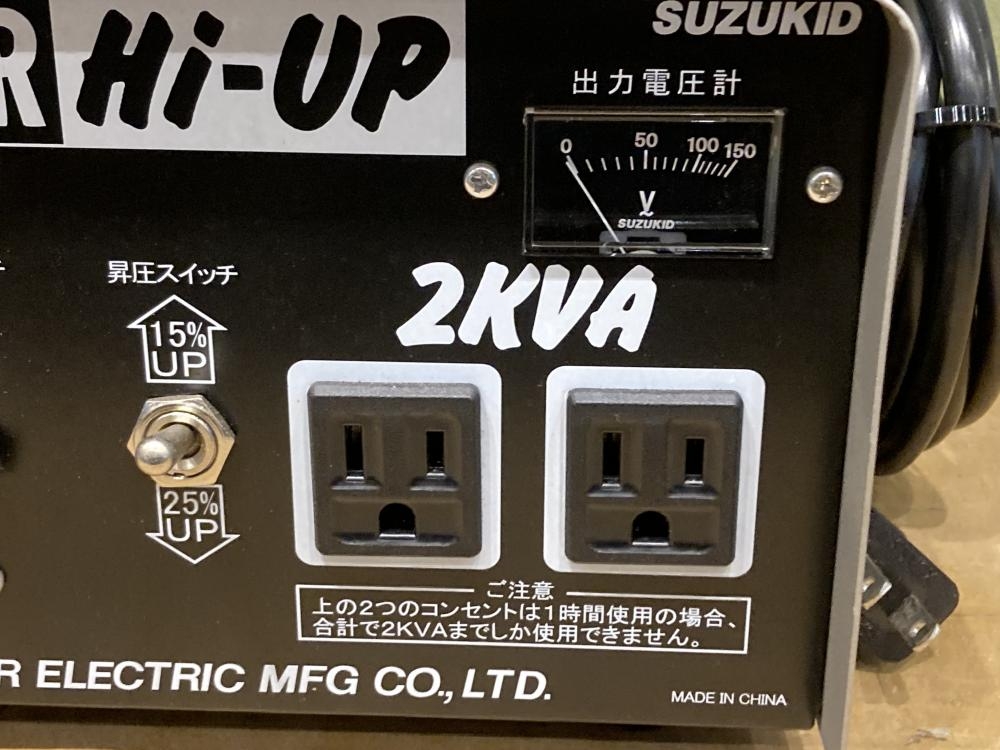 R Hi-UP
SUZUKID
出力電圧計
0 50 100 150
V
SUZUKID
2KVA
昇圧スイッチ
15%
UP
25%
UP
ご注意
上の2つのコンセントは1時間使用の場合、
合計で2KVAまでしか使用できません。
R ELECTRIC MFG CO., LTD.
MADE IN CHINA